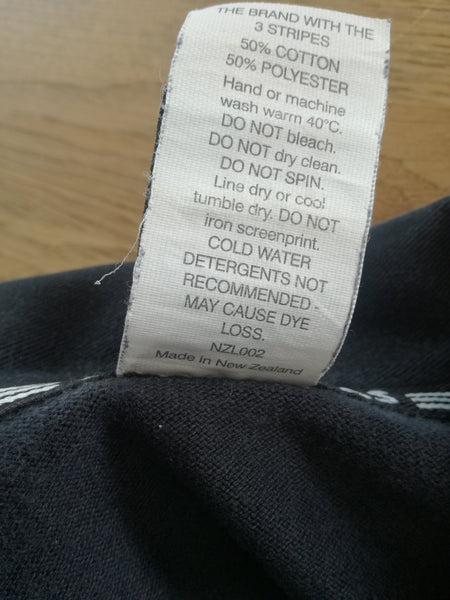 THE BRAND WITH THE
3 STRIPES
50% COTTON
50% POLYESTER
Hand or machine
wash warm 40°C.
DO NOT bleach.
DO NOT dry clean.
DO NOT SPIN.
Line dry or cool
tumble dry. DO NOT
iron screenprint.
COLD WATER
DETERGENTS NOT
RECOMMENDED -
MAY CAUSE DYE
LOSS.
NZL002
Made in New Zealand